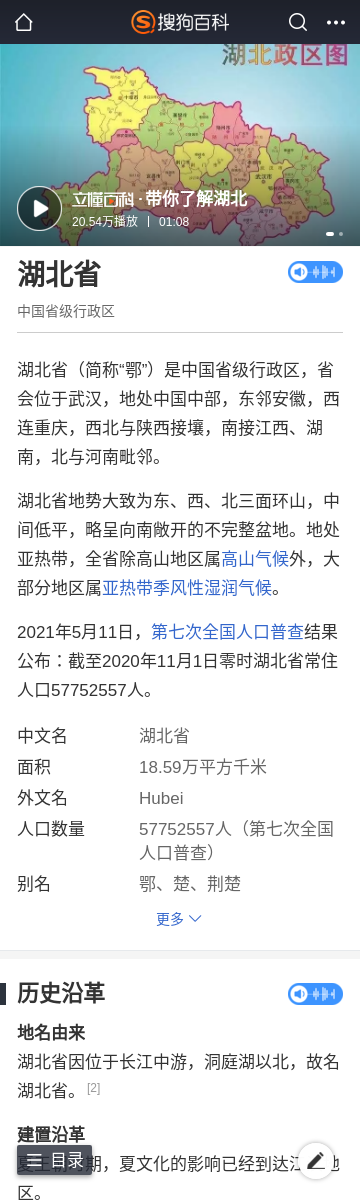 搜狗百科
湖北政区图
武汉市
立懂百科·带你了解湖北
20.54万播放 | 01:08
湖北省
中国省级行政区
湖北省（简称“鄂”）是中国省级行政区，省
会位于武汉，地处中国中部，东邻安徽，西
连重庆，西北与陕西接壤，南接江西、湖
南，北与河南毗邻。
湖北省地势大致为东、西、北三面环山，中
间低平，略呈向南敞开的不完整盆地。地处
亚热带，全省除高山地区属高山气候外，大
部分地区属亚热带季风性湿润气候。
2021年5月11日，第七次全国人口普查结果
公布：截至2020年11月1日零时湖北省常住
人口57752557人。
中文名 湖北省
面积 18.59万平方千米
外文名 Hubei
人口数量 57752557人（第七次全国
人口普查）
别名 鄂、楚、荆楚
更多
历史沿革
地名由来
湖北省因位于长江中游，洞庭湖以北，故名
湖北省。[2]
建置沿革
夏王朝时期，夏文化的影响已经到达江汉地
区。
目录